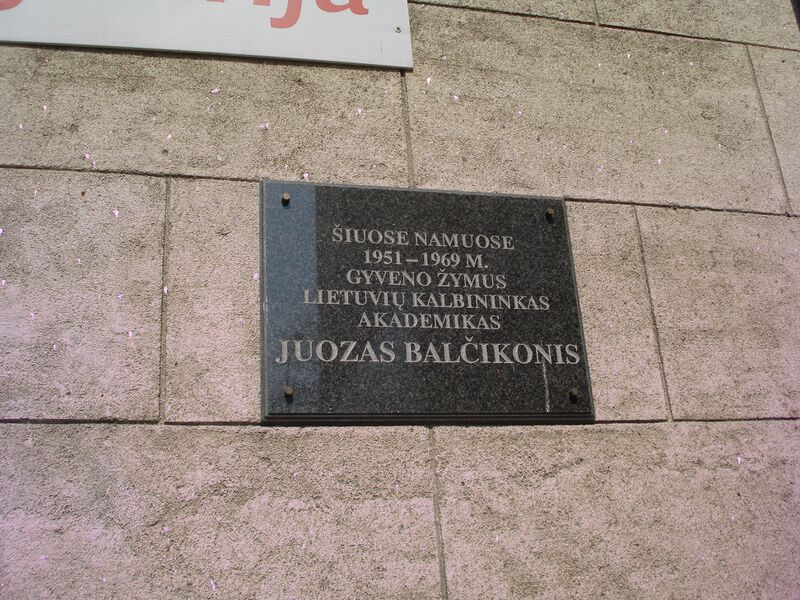 ŠIUOSE NAMUOSE
1951 – 1969 M.
GYVENO ŽYMUS
LIETUVIŲ KALBININKAS
AKADEMIKAS
JUOZAS BALČIKONIS